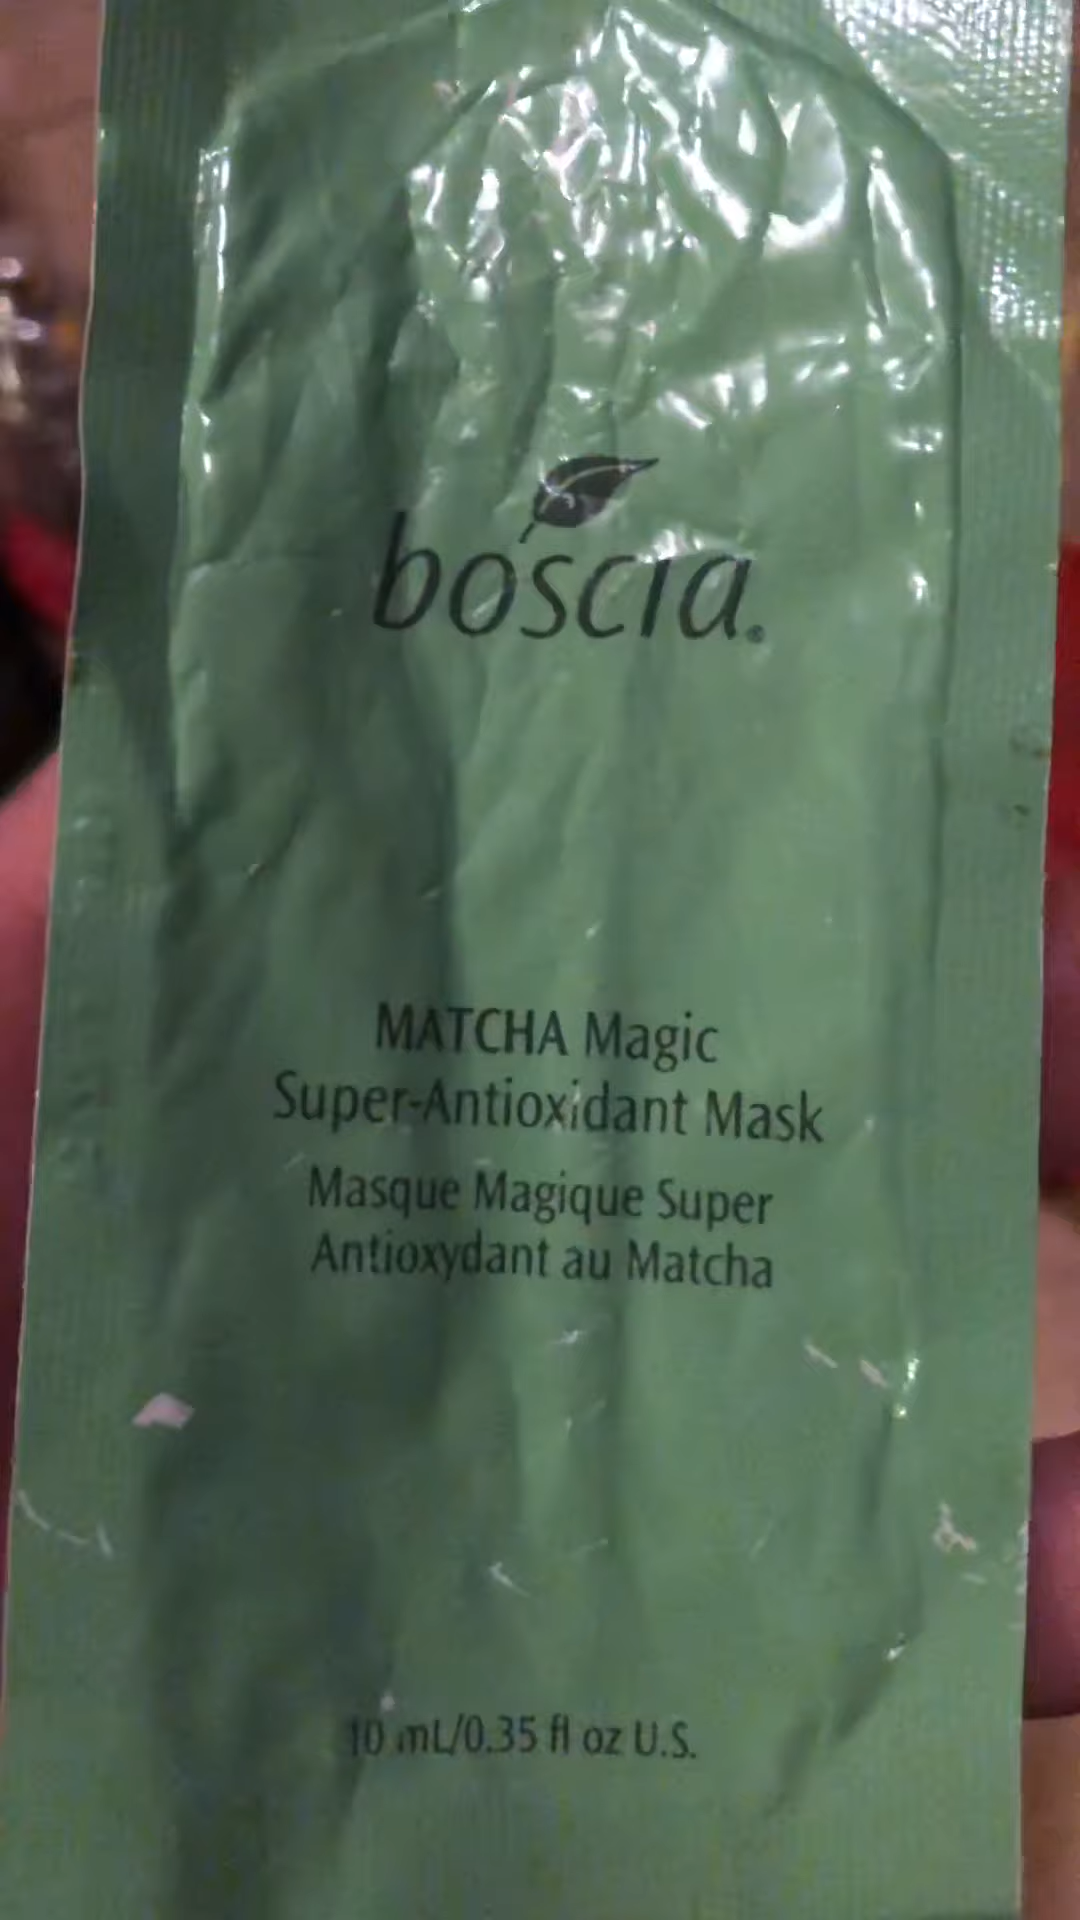 boscia®
MATCHA Magic
Super-Antioxidant Mask
Masque Magique Super
Antioxydant au Matcha
10 mL/0.35 fl oz U.S.